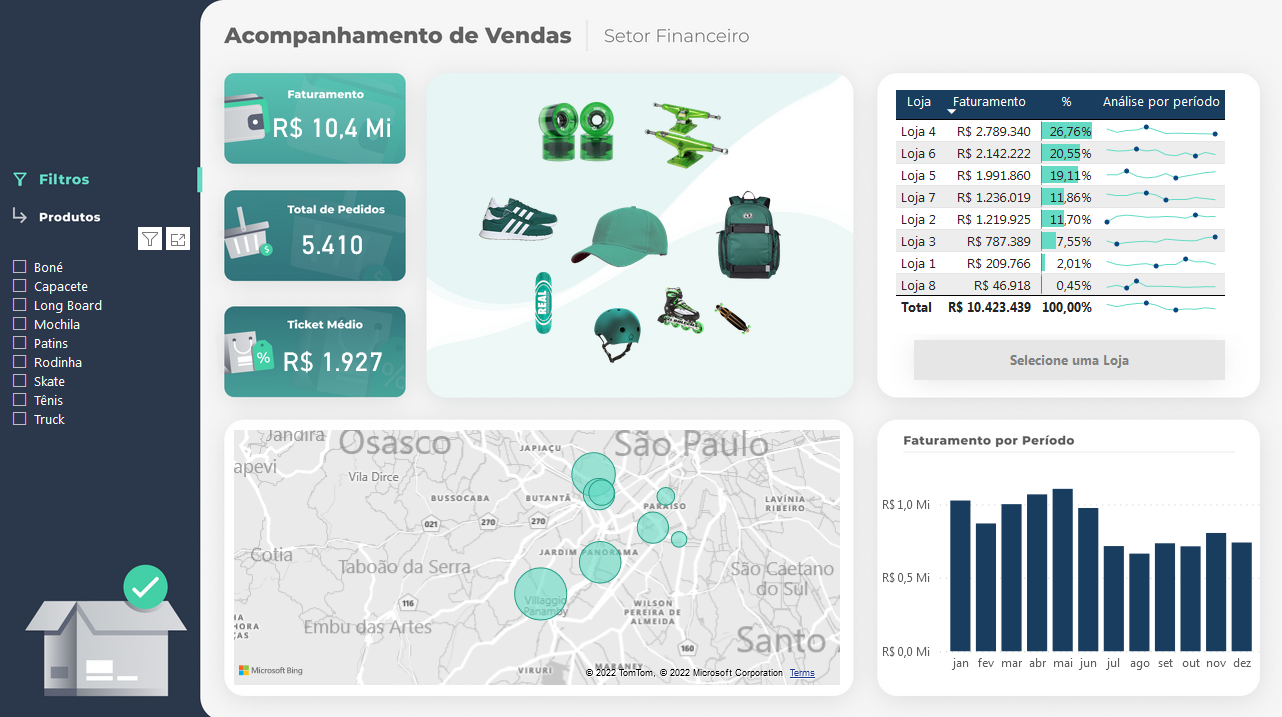 Acompanhamento de Vendas
Setor Financeiro
Filtros
Produtos
Boné
Capacete
Long Board
Mochila
Patins
Rodinha
Skate
Tênis
Truck
Faturamento
R$ 10,4 Mi
Total de Pedidos
5.410
$
Ticket Médio
%
R$ 1.927
REAL
Loja Faturamento % Análise por período
Loja 4 R$ 2.789.340 26,76%
Loja 6 R$ 2.142.222 20,55%
Loja 5 R$ 1.991.860 19,11%
Loja 7 R$ 1.236.019 11,86%
Loja 2 R$ 1.219.925 11,70%
Loja 3 R$ 787.389 7,55%
Loja 1 R$ 209.766 2,01%
Loja 8 R$ 46.918 0,45%
Total R$ 10.423.439 100,00%
Selecione uma Loja
Jandira
Osasco
São Paulo
JAPIAÇU
apevi
Vila Dirce
BUSSOCABA
BUTANTÃ
PARAÍSO
LAVÍNIA
RIBEIRO
021
270
270
Cotia
JARDIM PANORAMA
Taboão da Serra
São Caetano
do Sul
116
Villaggio
Panamby
WILSON
PEREIRA DE
ALMEIDA
HA
HORA
ÇAS
Embu das Artes
Santo
160
VIRURI
MARANEY
Microsoft Bing
© 2022 TomTom, © 2022 Microsoft Corporation Terms
Faturamento por Período
R$ 1,0 Mi
R$ 0,5 Mi
R$ 0,0 Mi
jan fev mar abr mai jun jul ago set out nov dez